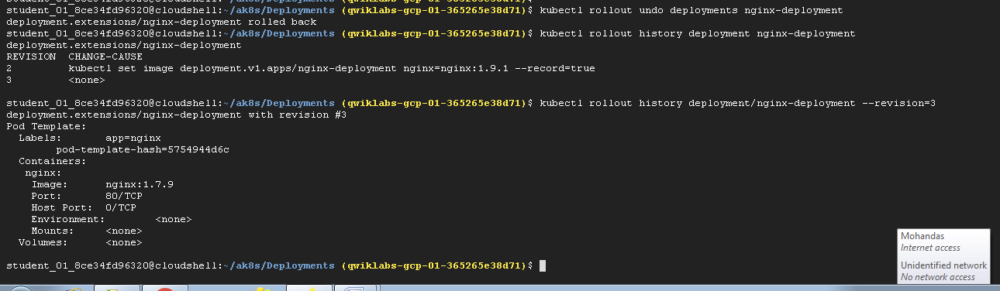 student_01_8ce34fd96320@cloudshell:~/ak8s/Deployments (qwiklabs-gcp-01-365265e38d71)$ kubectl rollout undo deployments nginx-deployment
deployment.extensions/nginx-deployment rolled back
student_01_8ce34fd96320@cloudshell:~/ak8s/Deployments (qwiklabs-gcp-01-365265e38d71)$ kubectl rollout history deployment nginx-deployment
deployment.extensions/nginx-deployment
REVISION  CHANGE-CAUSE
2         kubectl set image deployment.v1.apps/nginx-deployment nginx=nginx:1.9.1 --record=true
3         <none>
student_01_8ce34fd96320@cloudshell:~/ak8s/Deployments (qwiklabs-gcp-01-365265e38d71)$ kubectl rollout history deployment/nginx-deployment --revision=3
deployment.extensions/nginx-deployment with revision #3
Pod Template:
  Labels:       app=nginx
        pod-template-hash=5754944d6c
  Containers:
   nginx:
    Image:      nginx:1.7.9
    Port:       80/TCP
    Host Port:  0/TCP
    Environment:        <none>
    Mounts:     <none>
  Volumes:      <none>
student_01_8ce34fd96320@cloudshell:~/ak8s/Deployments (qwiklabs-gcp-01-365265e38d71)$
Mohandas
Internet access
Unidentified network
No network access